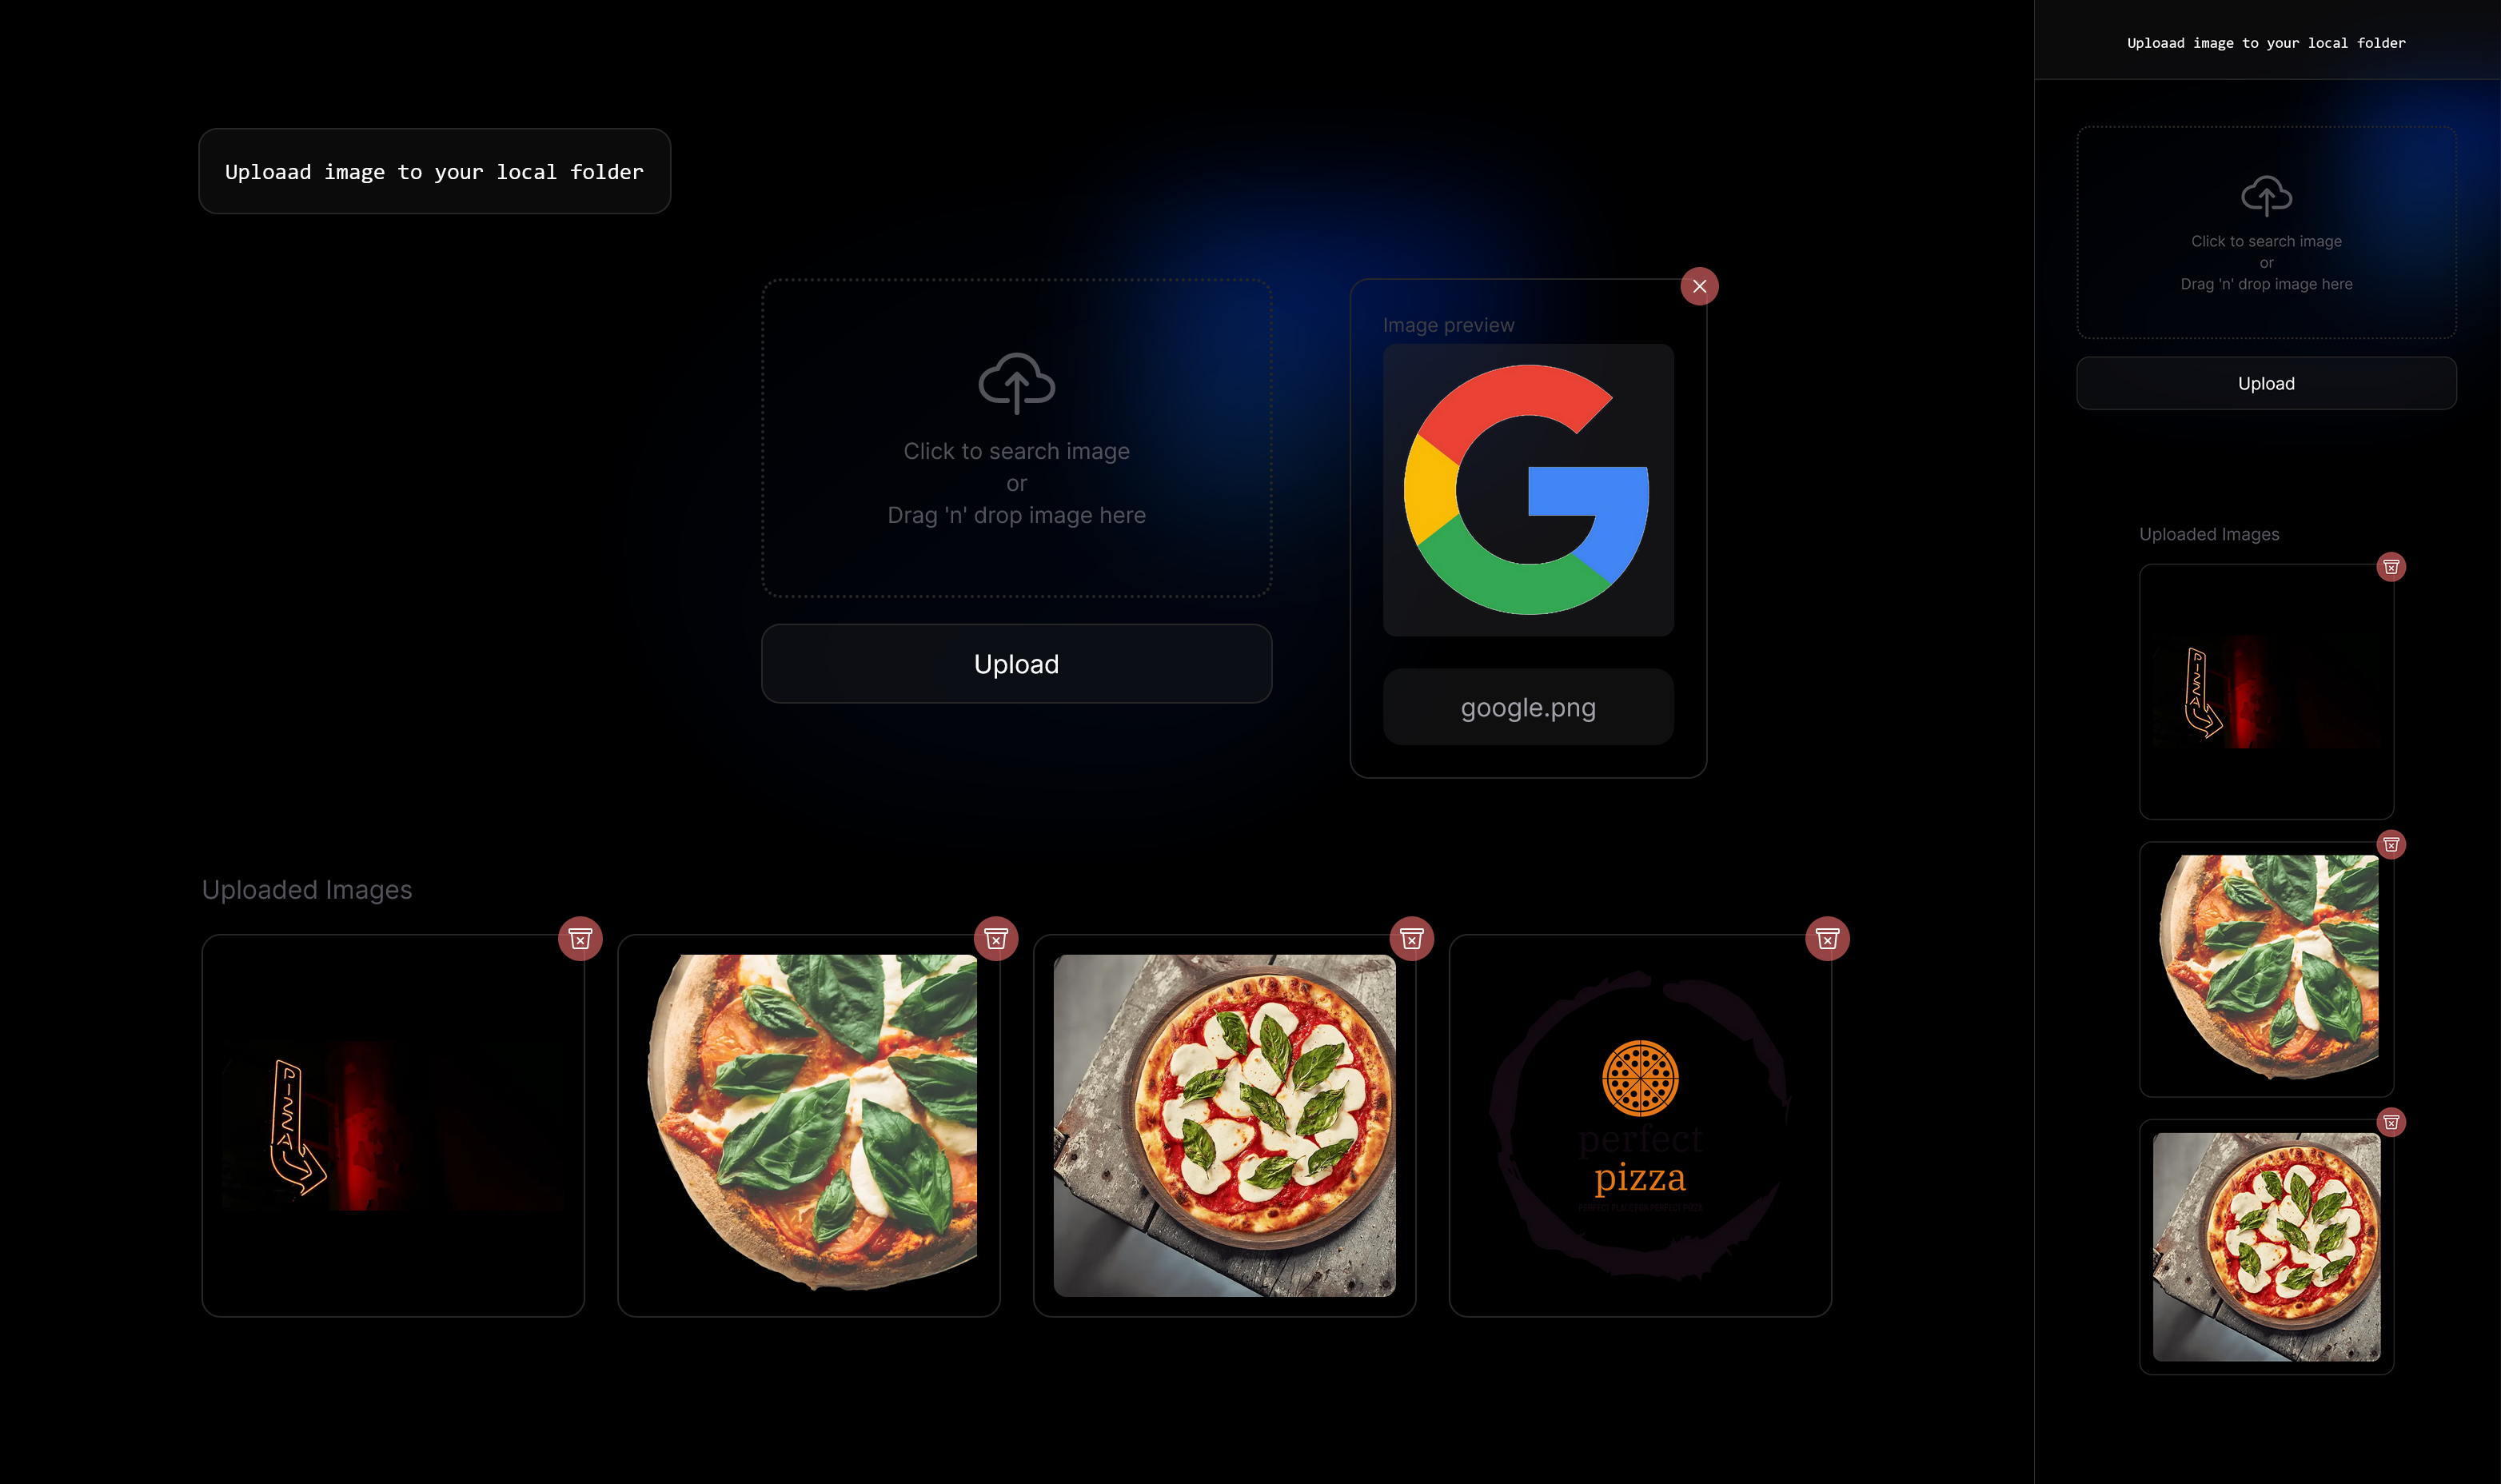 Uploaad image to your local folder
Click to search image
or
Drag 'n' drop image here
Upload
Image preview
google.png
Uploaded Images
PIZZA
perfect
pizza
Uploaad image to your local folder
Click to search image
or
Drag 'n' drop image here
Upload
Uploaded Images
PIZZA